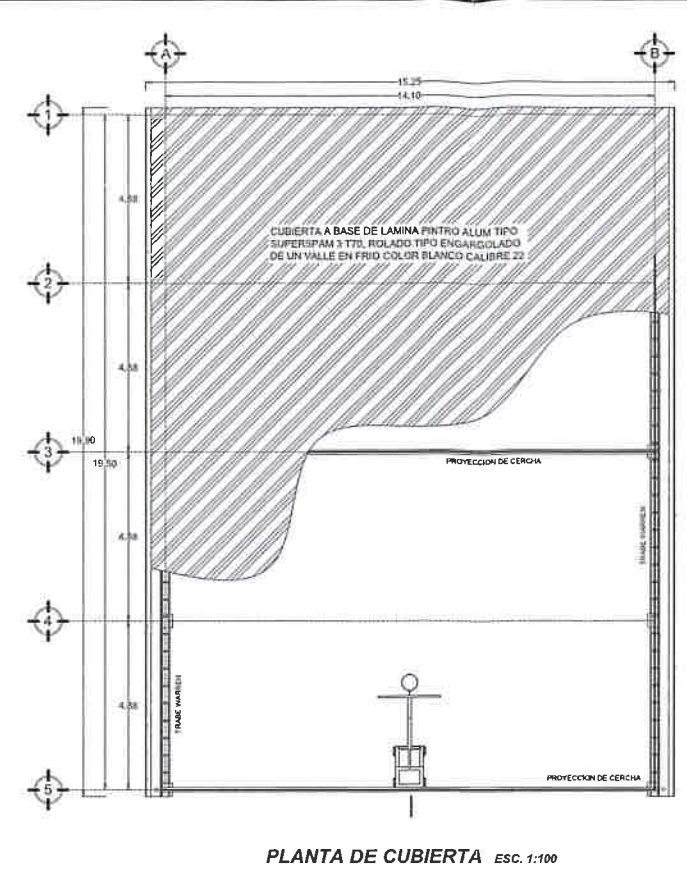 A
B
15.25
14.10
1
4.88
CUBIERTA A BASE DE LAMINA PINTRO ALUM TIPO
SUPERSPAM 3 T70, ROLADO TIPO ENGARGOLADO
DE UN VALLE EN FRIO COLOR BLANCO CALIBRE 22
2
4.88
19.90
3
19.50
PROYECCION DE CERCHA
4.88
TRABE WARREN
4
TRABE WARREN
4.88
PROYECCION DE CERCHA
5
PLANTA DE CUBIERTA ESC. 1:100